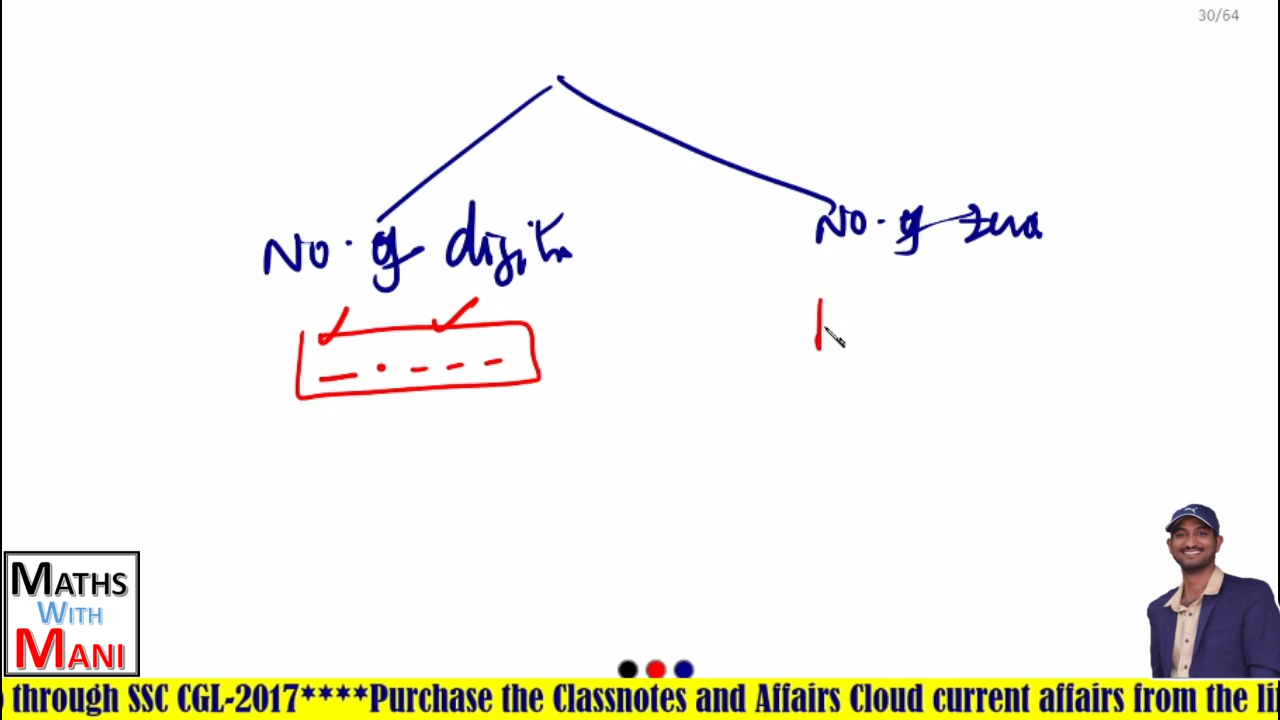 30/64
No. of digits
No. of zero
MATHS
WITH
MANI
through SSC CGL-2017****Purchase the Classnotes and Affairs Cloud current affairs from the li